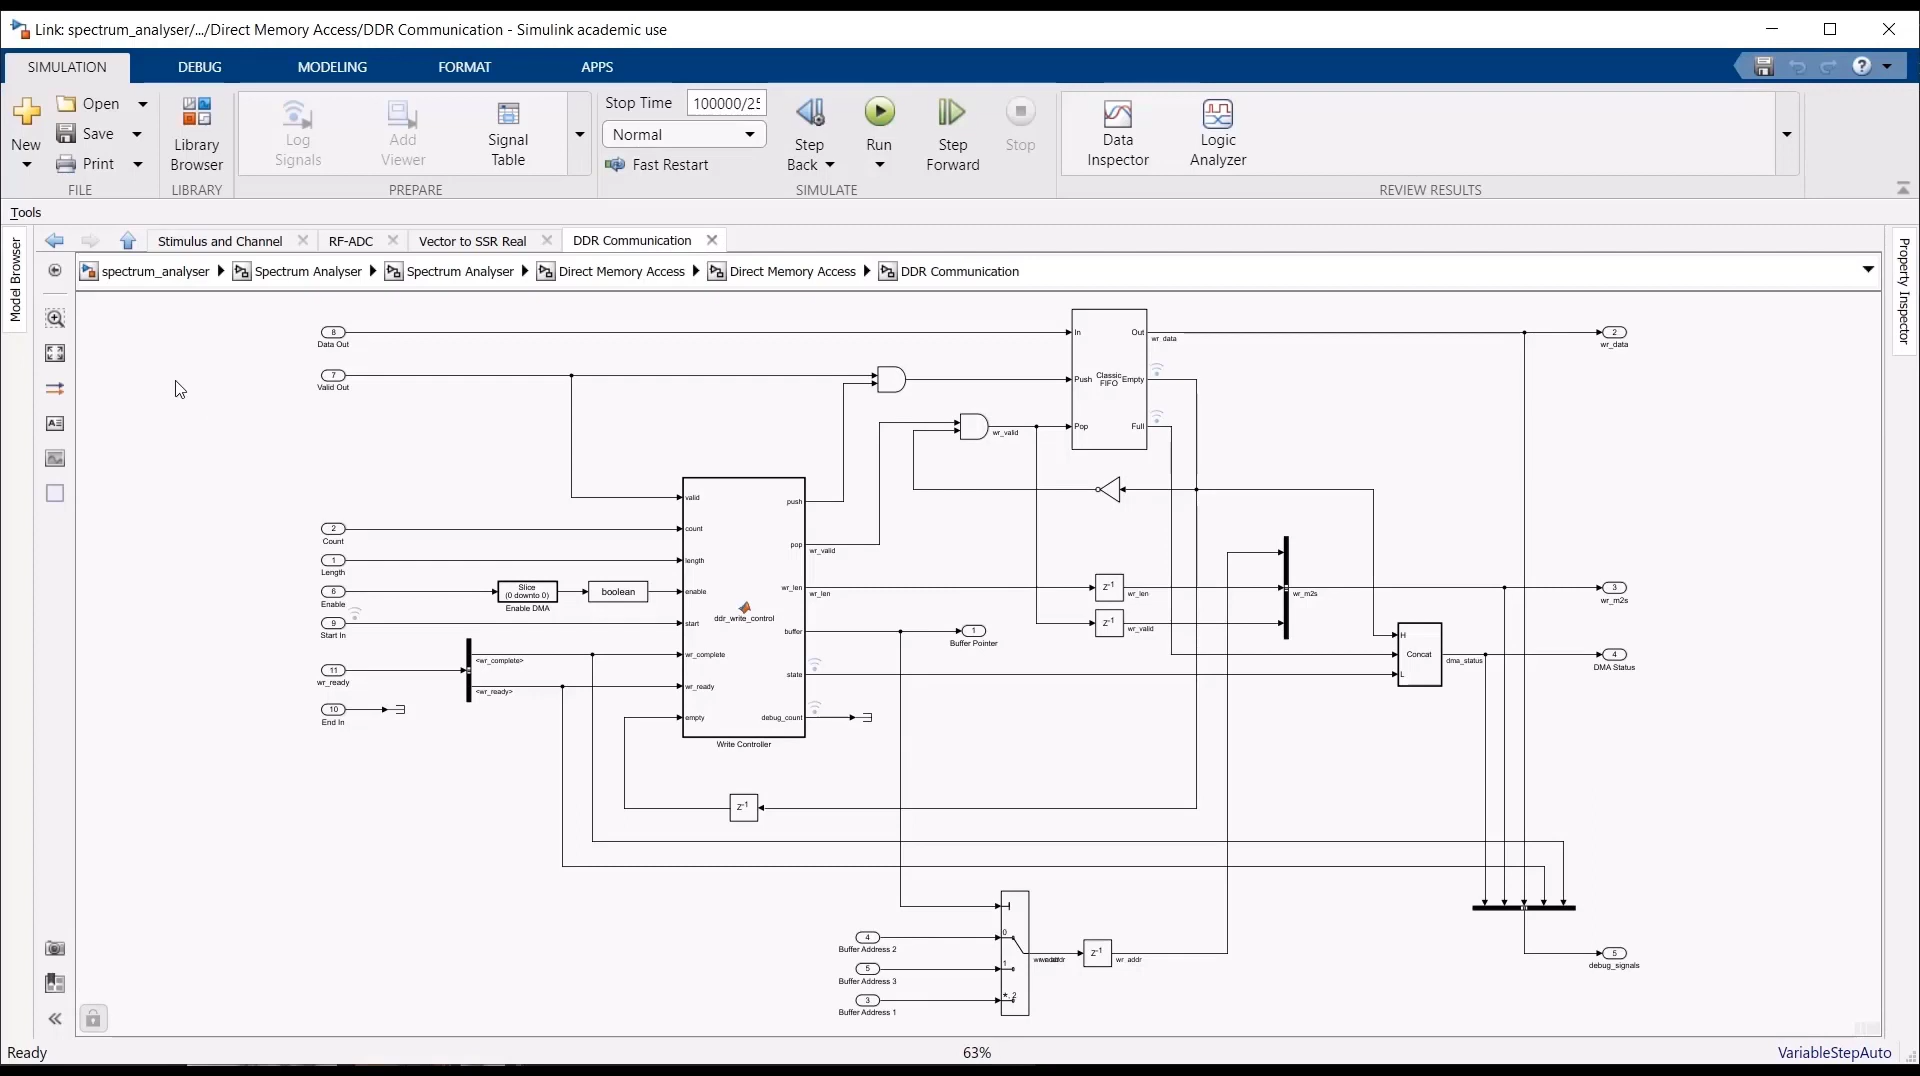 Link: spectrum_analyser/.../Direct Memory Access/DDR Communication - Simulink academic use
SIMULATION DEBUG MODELING FORMAT APPS
New
Open
Save
Print
FILE
Library
Browser
LIBRARY
Log
Signals
Add
Viewer
Signal
Table
PREPARE
Stop Time 100000/25
Normal
Fast Restart
Step
Back
Run
Step
Forward
Stop
SIMULATE
Data
Inspector
Logic
Analyzer
REVIEW RESULTS
Tools
Model Browser
Property Inspector
Stimulus and Channel RF-ADC Vector to SSR Real DDR Communication
spectrum_analyser Spectrum Analyser Spectrum Analyser Direct Memory Access Direct Memory Access DDR Communication
8
Data Out
7
Valid Out
In Out
wr_data
Push Classic FIFO Empty
Pop Full
2
wr_data
wr_valid
2
Count
1
Length
6
Enable
9
Start In
11
wr_ready
10
End In
Slice
(0 downto 0)
Enable DMA
boolean
<wr_complete>
<wr_ready>
valid
count
length
enable
start
wr_complete
wr_ready
empty
ddr_write_control
push
pop
wr_len
buffer
state
debug_count
Write Controller
wr_valid
wr_len
1
Buffer Pointer
Z-1
wr_len
Z-1
wr_valid
wr_m2s
3
wr_m2s
H
Concat
L
dma_status
4
DMA Status
Z-1
4
Buffer Address 2
5
Buffer Address 3
3
Buffer Address 1
0
1
*, 2
Z-1
wr_addr
5
debug_signals
Ready 63% VariableStepAuto